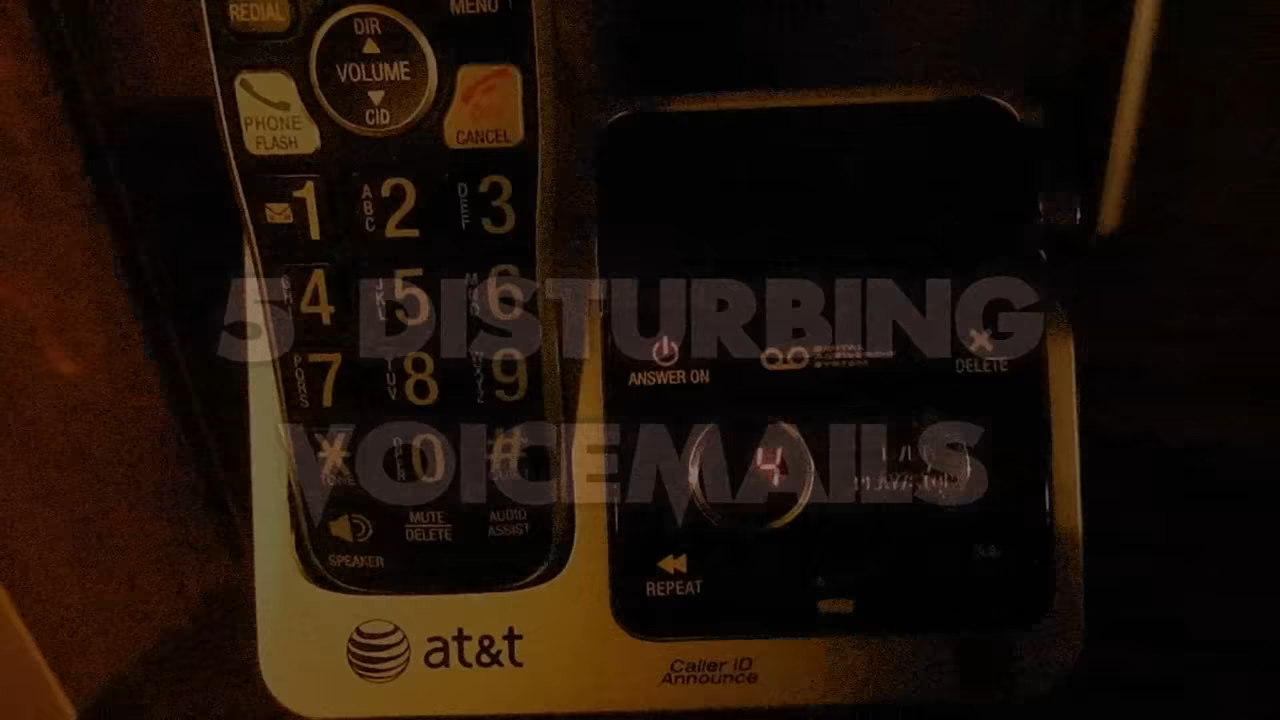 REDIAL
MENU
DIR
VOLUME
CID
PHONE
FLASH
CANCEL
1
ABC 2
DEF 3
4
5
6
PQRS 7
TUV 8
9
*
0
#
TONE
SPEAKER
MUTE
DELETE
AUDIO
ASSIST
at&t
5 DISTURBING
VOICEMAILS
ANSWER ON
DELETE
4
REPEAT
Caller ID
Announce